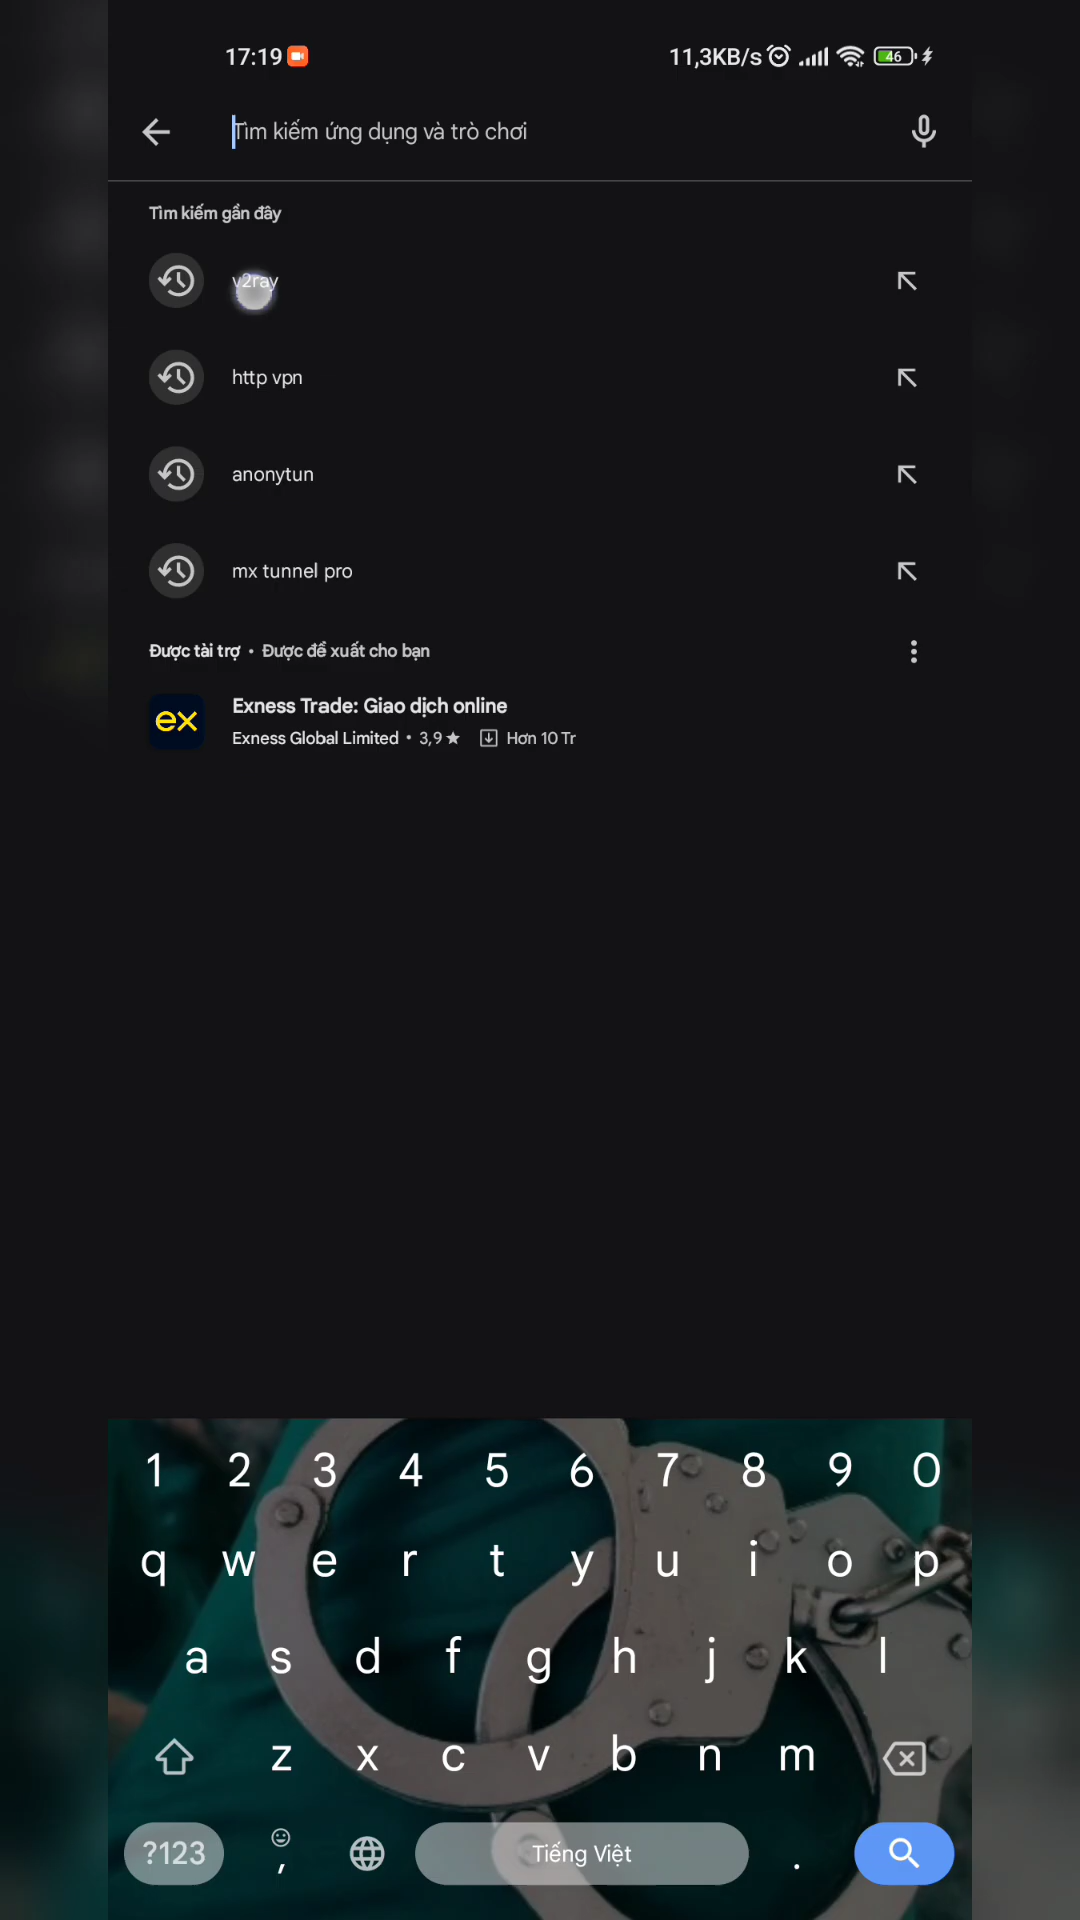 17:19
11,3KB/s
46
Tìm kiếm ứng dụng và trò chơi
Tìm kiếm gần đây
v2ray
http vpn
anonytun
mx tunnel pro
Được tài trợ • Được đề xuất cho bạn
ex
Exness Trade: Giao dịch online
Exness Global Limited • 3,9★ Hơn 10 Tr
1 2 3 4 5 6 7 8 9 0
q w e r t y u i o p
a s d f g h j k l
z x c v b n m
?123 , Tiếng Việt .